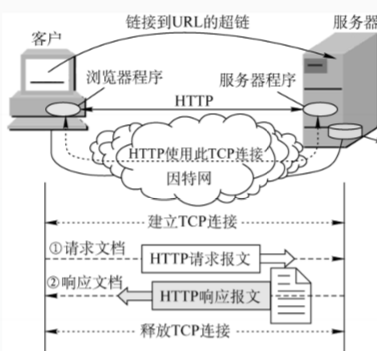 链接到URL的超链
客户
服务器
浏览器程序
服务器程序
HTTP
HTTP使用此TCP连接
因特网
建立TCP连接
①请求文档
HTTP请求报文
②响应文档
HTTP响应报文
释放TCP连接